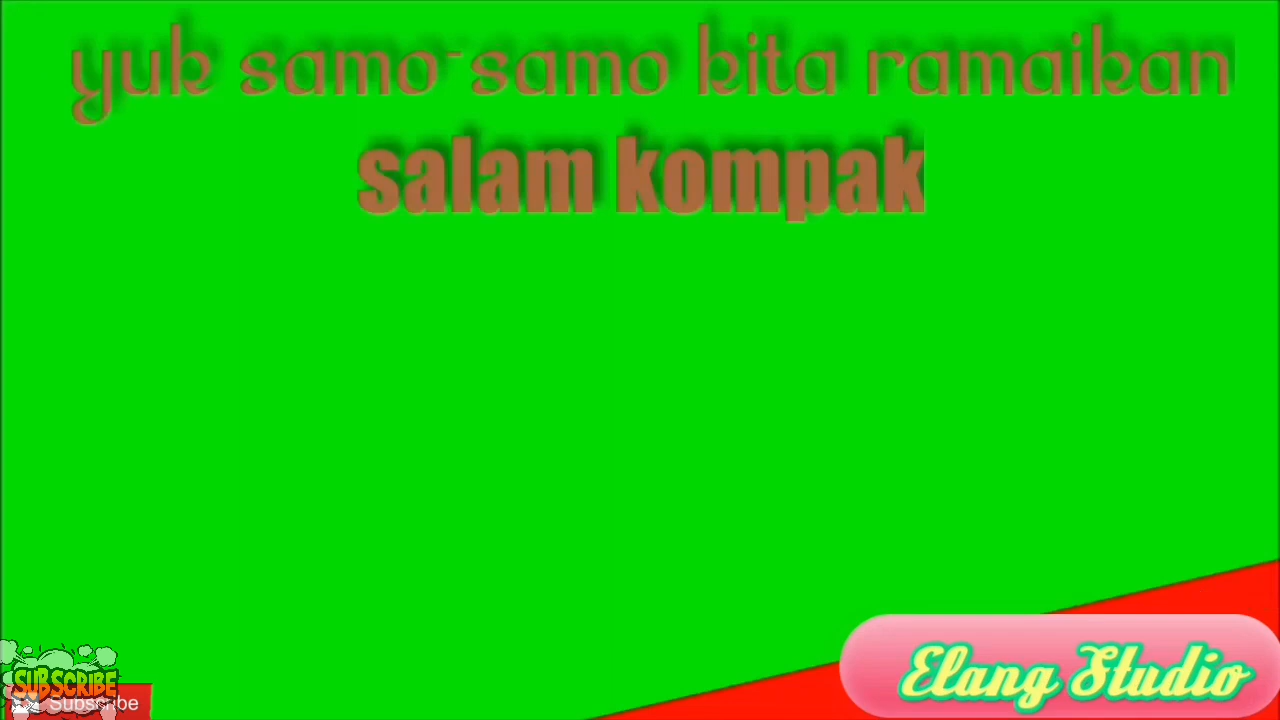 yuk samo-samo kita ramaikan
salam kompak
SUBSCRIBE
Subscribe
Elang Studio